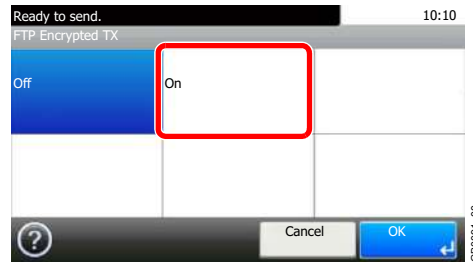 Ready to send. 10:10
FTP Encrypted TX
Off On
Cancel OK